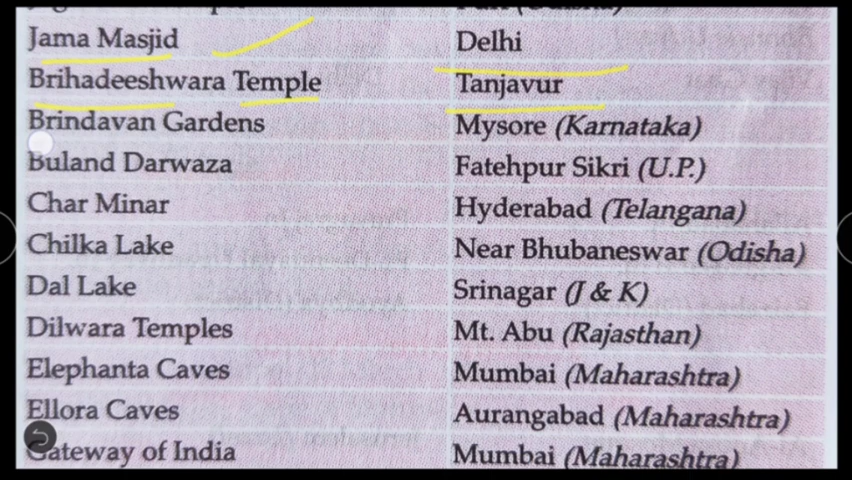 Jama Masjid Delhi
Brihadeeshwara Temple Tanjavur
Brindavan Gardens Mysore (Karnataka)
Buland Darwaza Fatehpur Sikri (U.P.)
Char Minar Hyderabad (Telangana)
Chilka Lake Near Bhubaneswar (Odisha)
Dal Lake Srinagar (J & K)
Dilwara Temples Mt. Abu (Rajasthan)
Elephanta Caves Mumbai (Maharashtra)
Ellora Caves Aurangabad (Maharashtra)
Gateway of India Mumbai (Maharashtra)